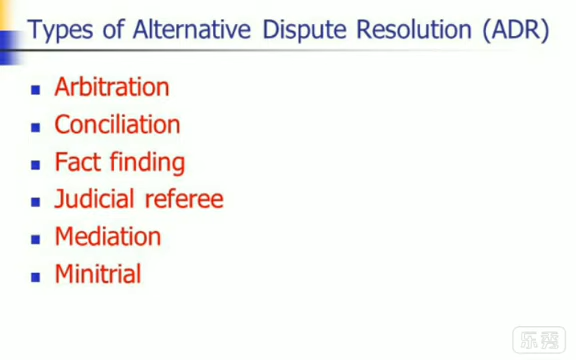 Types of Alternative Dispute Resolution (ADR)
Arbitration
Conciliation
Fact finding
Judicial referee
Mediation
Minitrial
乐秀